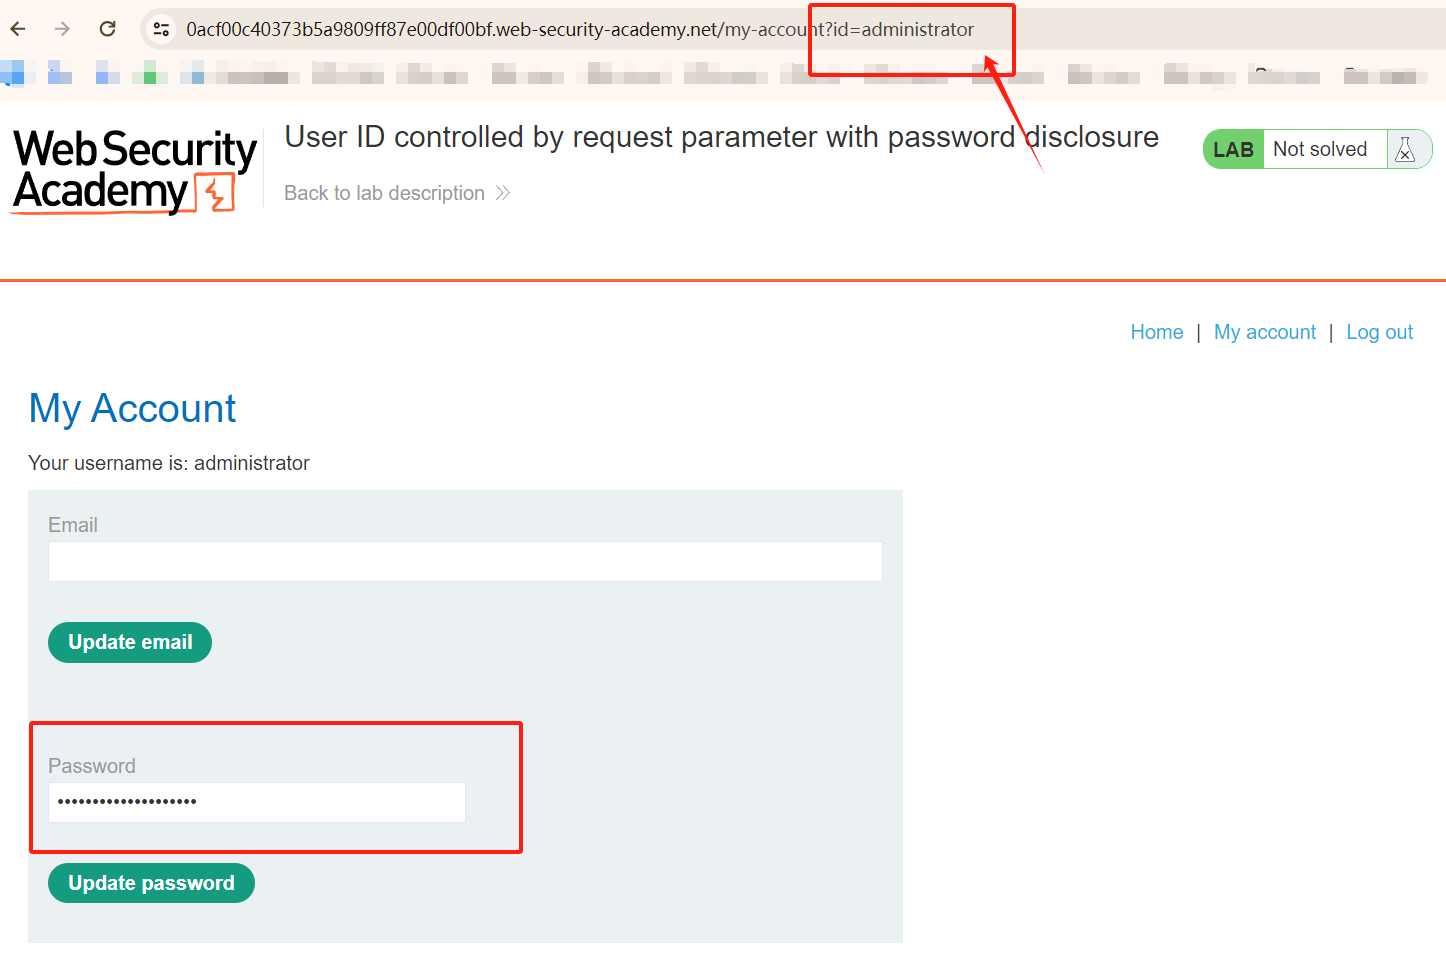 0acf00c40373b5a9809ff87e00df00bf.web-security-academy.net/my-account?id=administrator
Web Security
Academy
User ID controlled by request parameter with password disclosure
Back to lab description
LAB Not solved
Home | My account | Log out
My Account
Your username is: administrator
Email
Update email
Password
••••••••••••••••••••
Update password